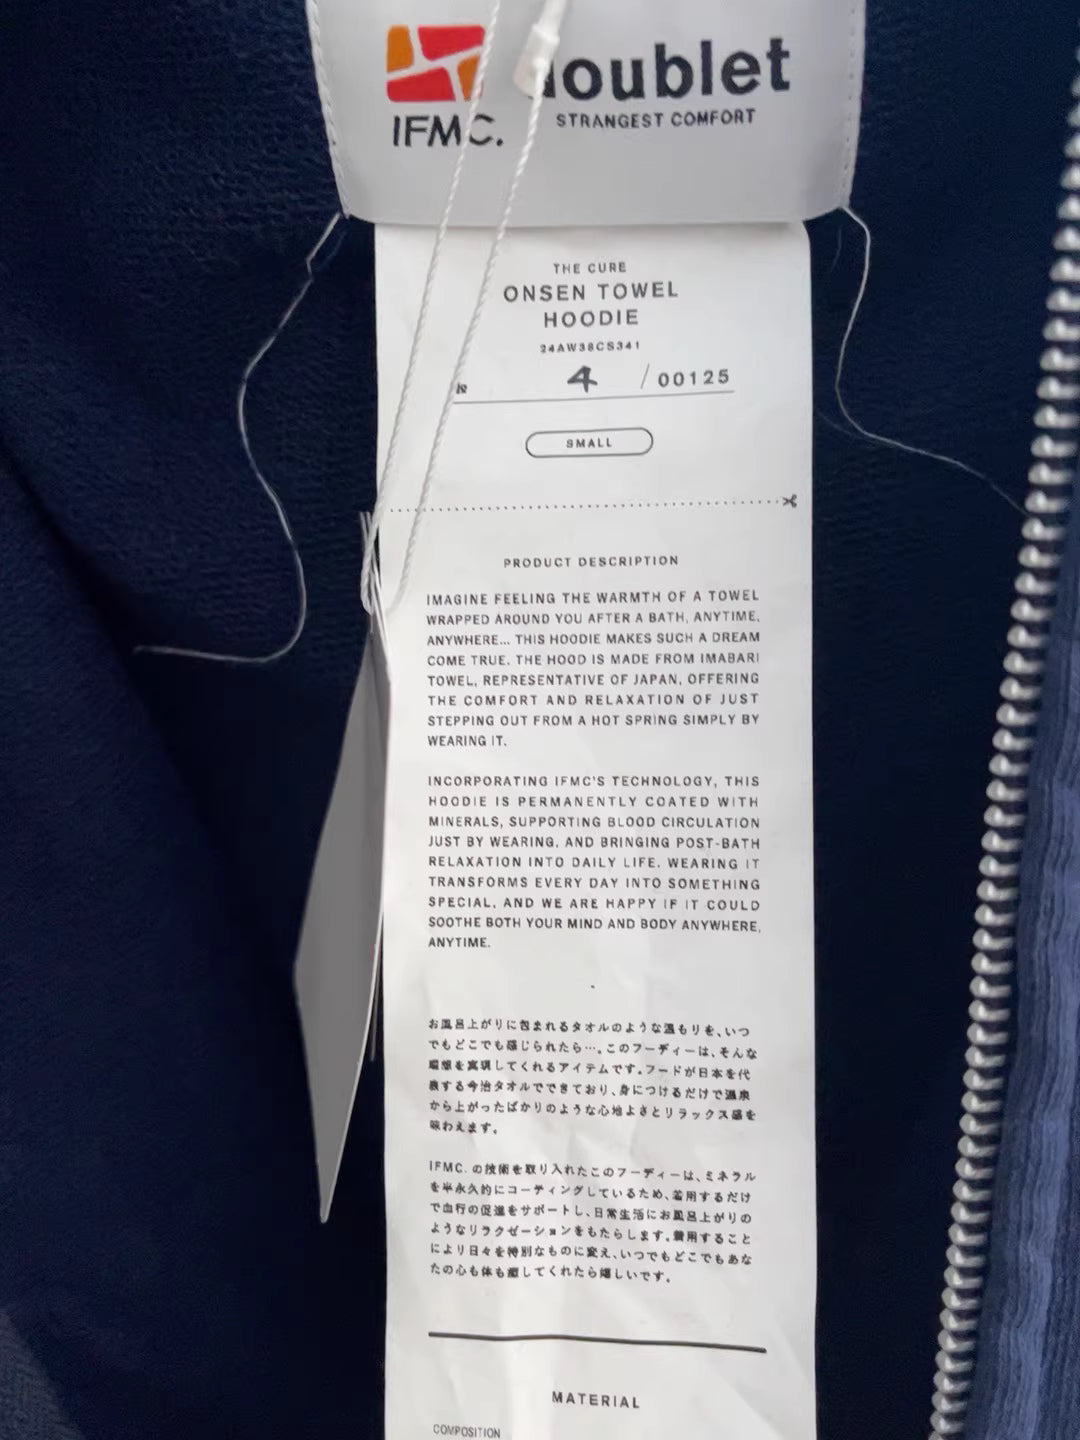 IFMC.
doublet
STRANGEST COMFORT
THE CURE
ONSEN TOWEL
HOODIE
24AW38CS341
4 / 00125
SMALL
PRODUCT DESCRIPTION
IMAGINE FEELING THE WARMTH OF A TOWEL
WRAPPED AROUND YOU AFTER A BATH, ANYTIME,
ANYWHERE... THIS HOODIE MAKES SUCH A DREAM
COME TRUE. THE HOOD IS MADE FROM IMABARI
TOWEL, REPRESENTATIVE OF JAPAN, OFFERING
THE COMFORT AND RELAXATION OF JUST
STEPPING OUT FROM A HOT SPRING SIMPLY BY
WEARING IT.
INCORPORATING IFMC'S TECHNOLOGY, THIS
HOODIE IS PERMANENTLY COATED WITH
MINERALS, SUPPORTING BLOOD CIRCULATION
JUST BY WEARING, AND BRINGING POST-BATH
RELAXATION INTO DAILY LIFE. WEARING IT
TRANSFORMS EVERY DAY INTO SOMETHING
SPECIAL, AND WE ARE HAPPY IF IT COULD
SOOTHE BOTH YOUR MIND AND BODY ANYWHERE,
ANYTIME.
お風呂上がりに包まれるタオルのような温もりを、いつ
でもどこでも感じられたら…。このフーディーは、そんな
理想を実現してくれるアイテムです。フードが日本を代
表する今治タオルでできており、身につけるだけで温泉
から上がったばかりのような心地よさとリラックス感を
味わえます。
IFMC.の技術を取り入れたこのフーディーは、ミネラル
を半永久的にコーティングしているため、着用するだけ
で血行の促進をサポートし、日常生活にお風呂上がりの
ようなリラクゼーションをもたらします。着用すること
により日々を特別なものに変え、いつでもどこでもあな
たの心も体も癒してくれたら嬉しいです。
MATERIAL
COMPOSITION